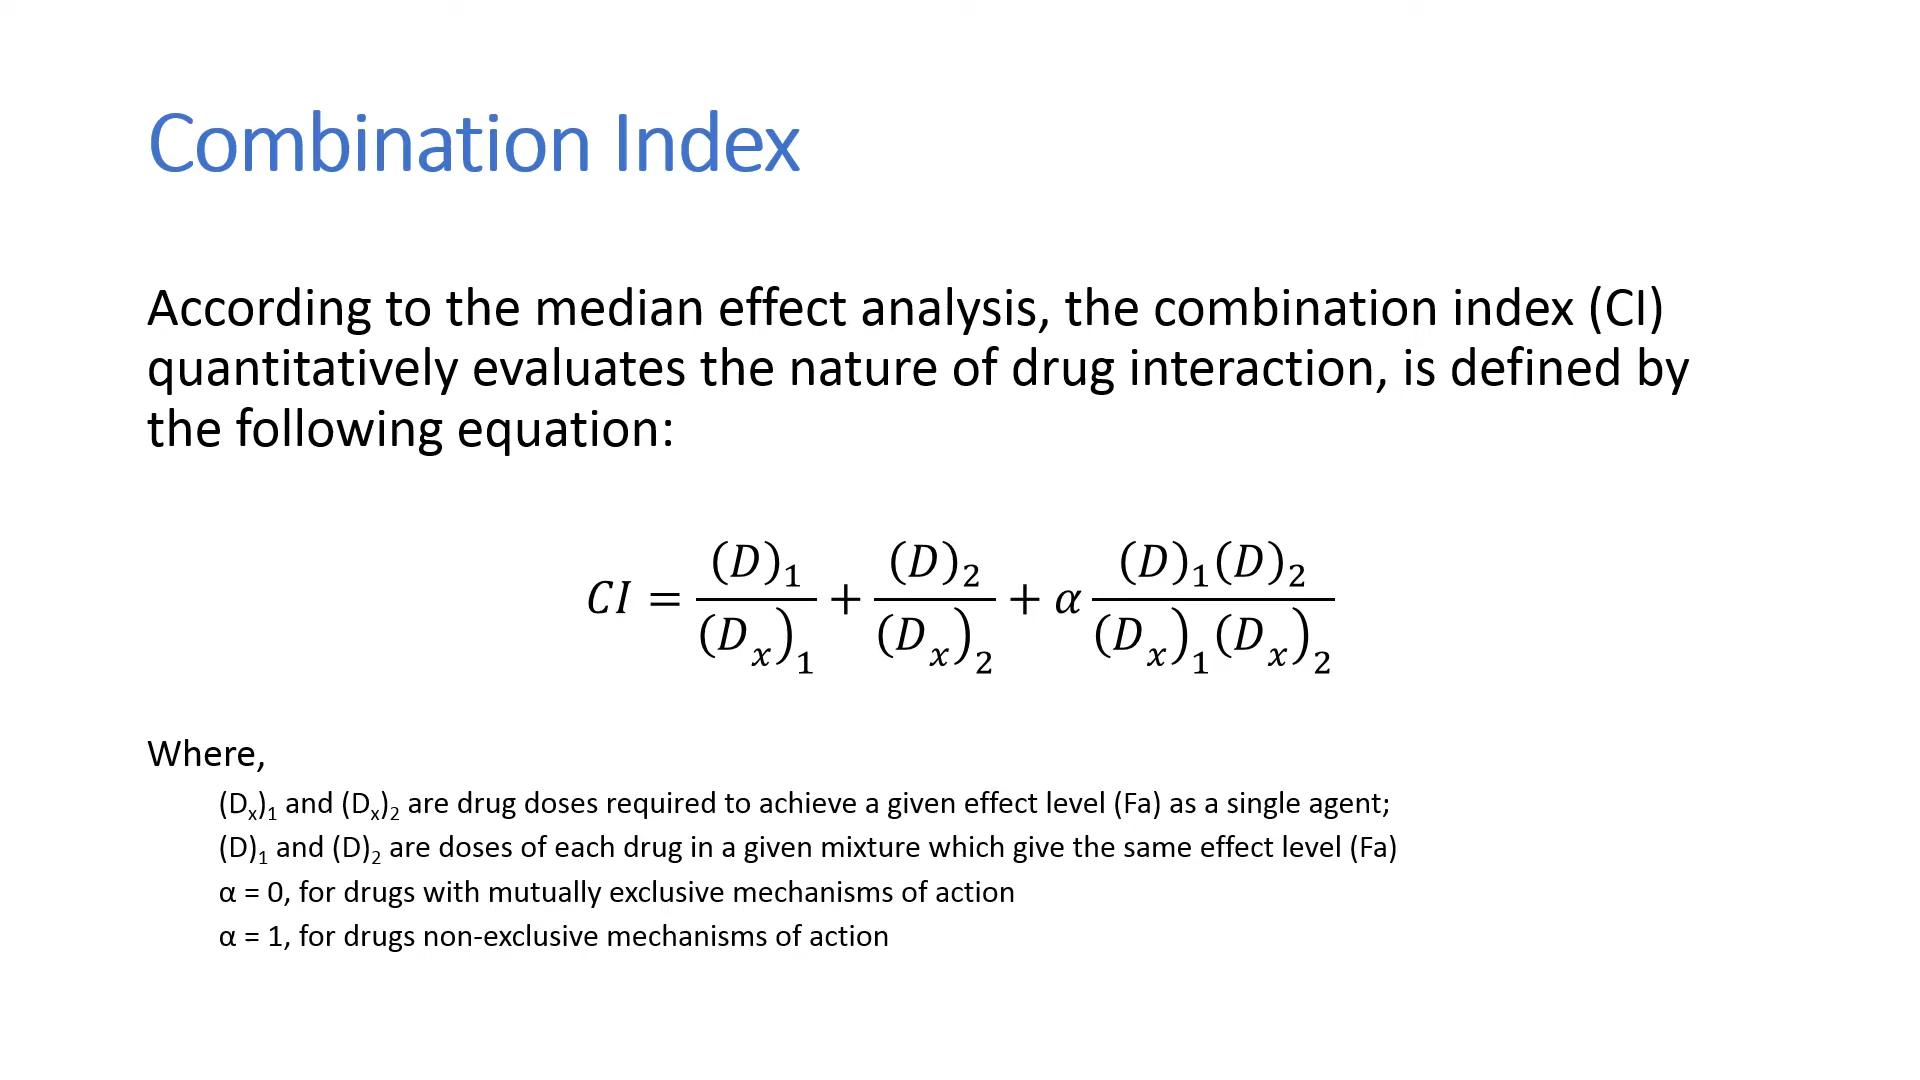 Combination Index
According to the median effect analysis, the combination index (CI)
quantitatively evaluates the nature of drug interaction, is defined by
the following equation:
CI = (D)₁/(Dₓ)₁ + (D)₂/(Dₓ)₂ + α (D)₁(D)₂/(Dₓ)₁(Dₓ)₂
Where,
(Dₓ)₁ and (Dₓ)₂ are drug doses required to achieve a given effect level (Fa) as a single agent;
(D)₁ and (D)₂ are doses of each drug in a given mixture which give the same effect level (Fa)
α = 0, for drugs with mutually exclusive mechanisms of action
α = 1, for drugs non-exclusive mechanisms of action